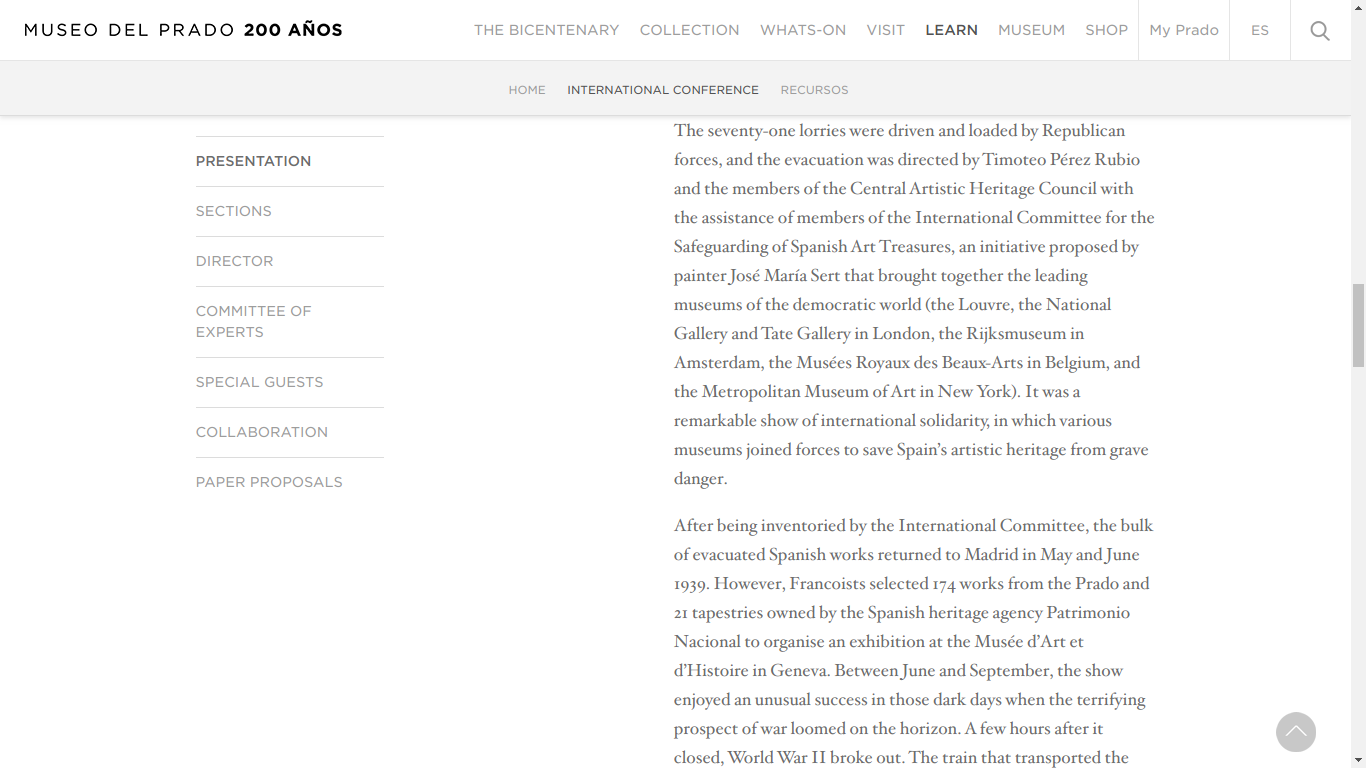 MUSEO DEL PRADO 200 AÑOS
THE BICENTENARY COLLECTION WHATS-ON VISIT LEARN MUSEUM SHOP My Prado ES
HOME INTERNATIONAL CONFERENCE RECURSOS
PRESENTATION
SECTIONS
DIRECTOR
COMMITTEE OF
EXPERTS
SPECIAL GUESTS
COLLABORATION
PAPER PROPOSALS
The seventy-one lorries were driven and loaded by Republican
forces, and the evacuation was directed by Timoteo Pérez Rubio
and the members of the Central Artistic Heritage Council with
the assistance of members of the International Committee for the
Safeguarding of Spanish Art Treasures, an initiative proposed by
painter José María Sert that brought together the leading
museums of the democratic world (the Louvre, the National
Gallery and Tate Gallery in London, the Rijksmuseum in
Amsterdam, the Musées Royaux des Beaux-Arts in Belgium, and
the Metropolitan Museum of Art in New York). It was a
remarkable show of international solidarity, in which various
museums joined forces to save Spain's artistic heritage from grave
danger.
After being inventoried by the International Committee, the bulk
of evacuated Spanish works returned to Madrid in May and June
1939. However, Francoists selected 174 works from the Prado and
21 tapestries owned by the Spanish heritage agency Patrimonio
Nacional to organise an exhibition at the Musée d'Art et
d'Histoire in Geneva. Between June and September, the show
enjoyed an unusual success in those dark days when the terrifying
prospect of war loomed on the horizon. A few hours after it
closed, World War II broke out. The train that transported the